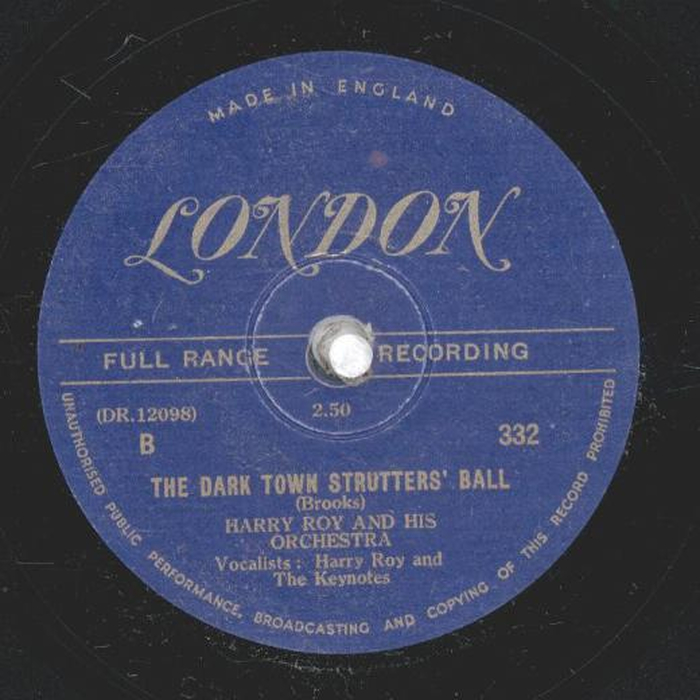 MADE IN ENGLAND
LONDON
FULL RANGE RECORDING
(DR.12098)
2.50
B
332
THE DARK TOWN STRUTTERS' BALL
(Brooks)
HARRY ROY AND HIS
ORCHESTRA
Vocalists : Harry Roy and
The Keynotes
UNAUTHORISED PUBLIC PERFORMANCE, BROADCASTING AND COPYING OF THIS RECORD PROHIBITED